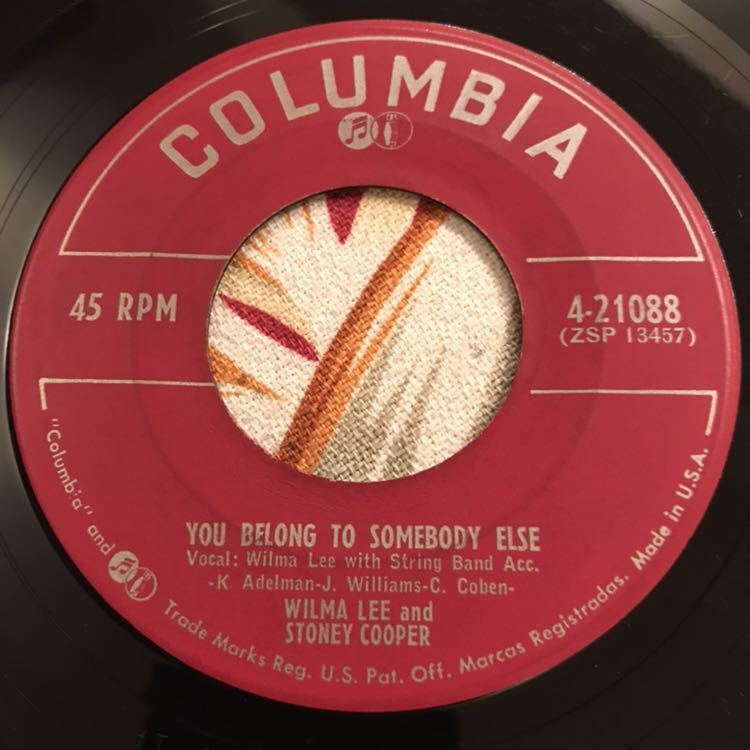 COLUMBIA
45 RPM
4-21088
(ZSP 13457)
YOU BELONG TO SOMEBODY ELSE
Vocal: Wilma Lee with String Band Acc.
-K. Adelman-J. Williams-C. Coben-
WILMA LEE and
STONEY COOPER
"Columbia" and Trade Marks Reg. U.S. Pat. Off. Marcas Registradas. Made in U.S.A.